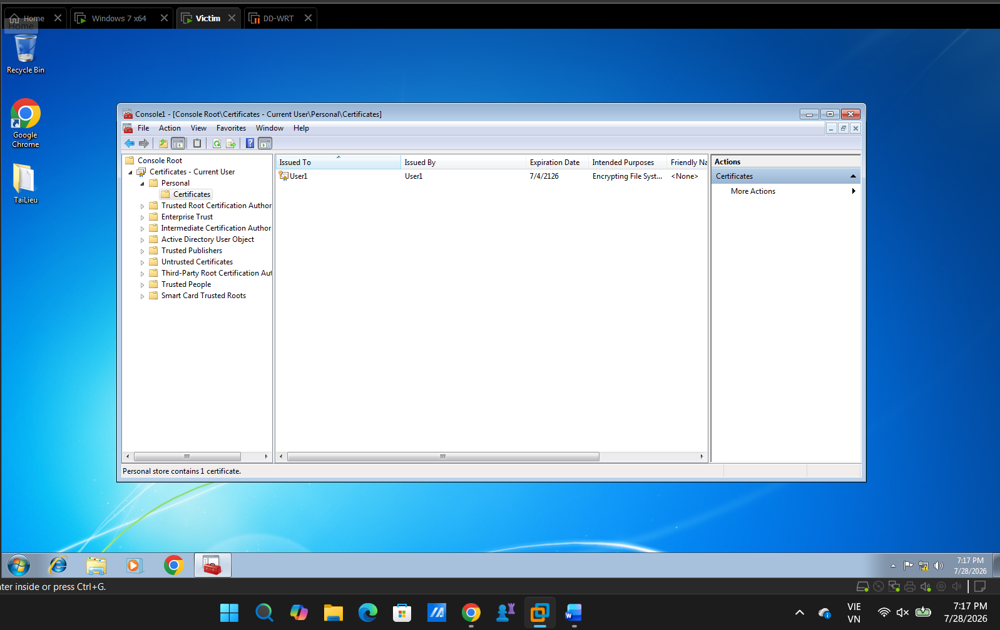 Home
Windows 7 x64
Victim
DD-WRT
Home
Recycle Bin
Google
Chrome
TaiLieu
Console1 - [Console Root\Certificates - Current User\Personal\Certificates]
File Action View Favorites Window Help
Console Root
Certificates - Current User
Personal
Certificates
Trusted Root Certification Author
Enterprise Trust
Intermediate Certification Author
Active Directory User Object
Trusted Publishers
Untrusted Certificates
Third-Party Root Certification Aut
Trusted People
Smart Card Trusted Roots
Issued To Issued By Expiration Date Intended Purposes Friendly Na
User1 User1 7/4/2126 Encrypting File Syst... <None>
Actions
Certificates
More Actions
Personal store contains 1 certificate.
7:17 PM
7/28/2026
nter inside or press Ctrl+G.
VIE
VN
7:17 PM
7/28/2026